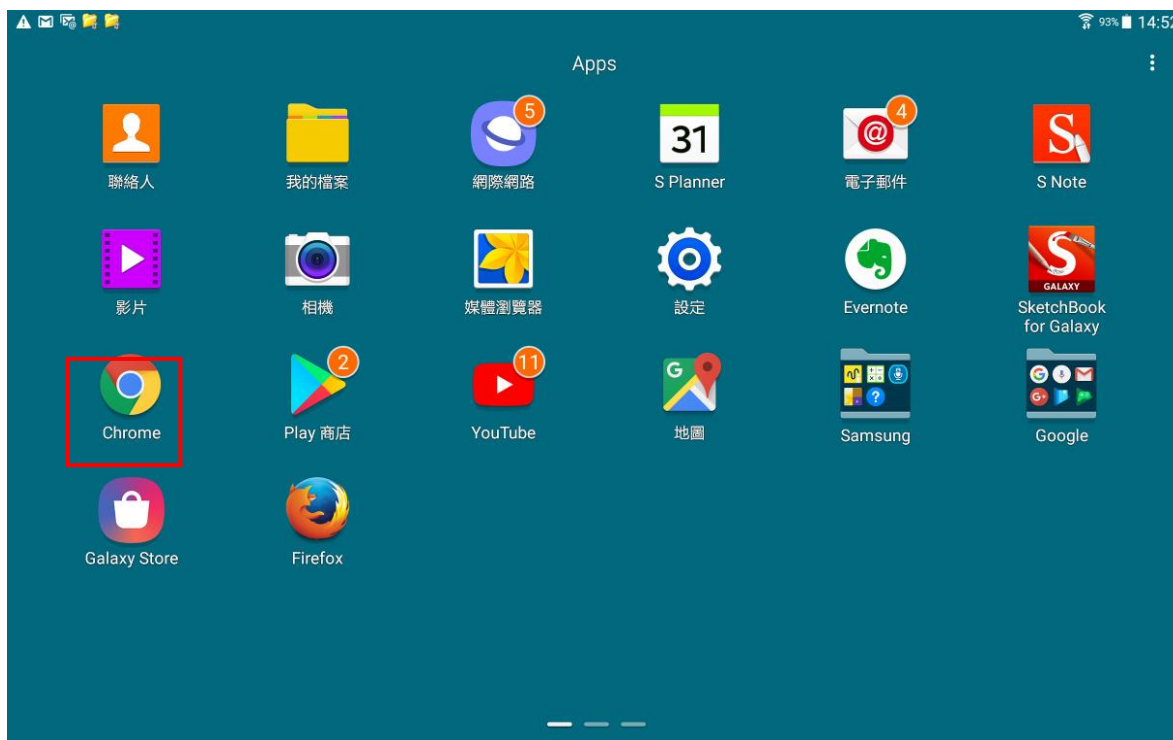 93% 14:52
Apps
5
31
@
4
S
聯絡人
我的檔案
網際網路
S Planner
電子郵件
S Note
S
GALAXY
影片
相機
媒體瀏覽器
設定
Evernote
SketchBook
for Galaxy
2
11
G
G
G+
Chrome
Play 商店
YouTube
地圖
Samsung
Google
Galaxy Store
Firefox